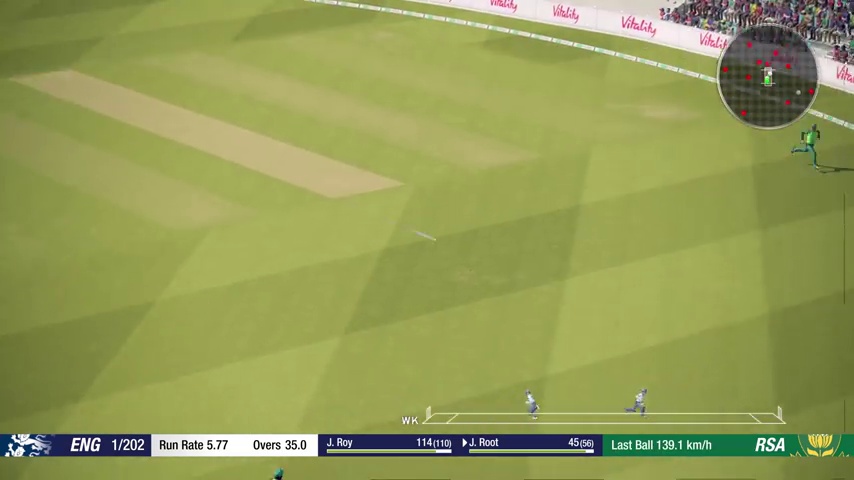 Vitality
Vitality
Vitality
Vitality
WK
ENG 1/202 Run Rate 5.77 Overs 35.0 J. Roy 114 (110) J. Root 45 (56) Last Ball 139.1 km/h RSA